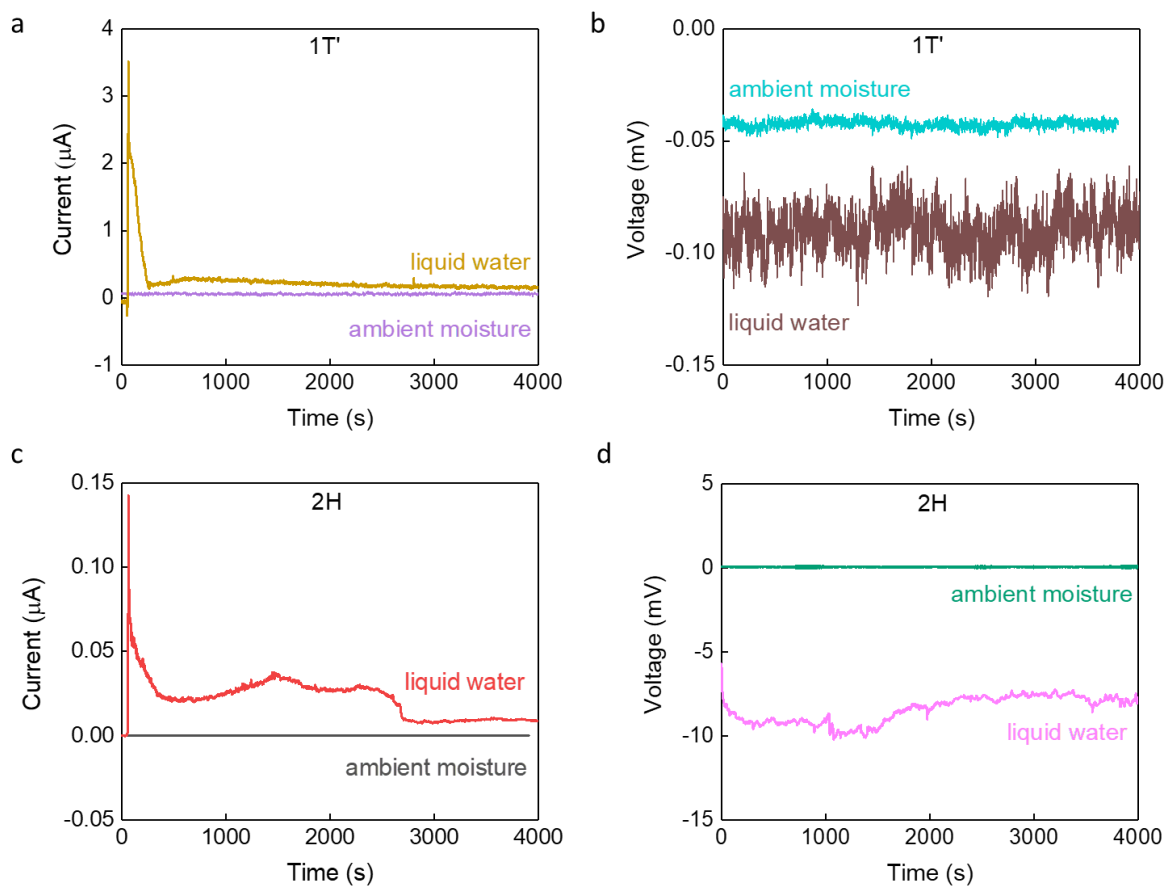 a
1T'
4
3
2
1
0
-1
Current (μA)
liquid water
ambient moisture
0
1000
2000
3000
4000
Time (s)
b
1T'
0.00
-0.05
-0.10
-0.15
Voltage (mV)
ambient moisture
liquid water
0
1000
2000
3000
4000
Time (s)
c
2H
0.15
0.10
0.05
0.00
-0.05
Current (μA)
liquid water
ambient moisture
0
1000
2000
3000
4000
Time (s)
d
2H
5
0
-5
-10
-15
Voltage (mV)
ambient moisture
liquid water
0
1000
2000
3000
4000
Time (s)